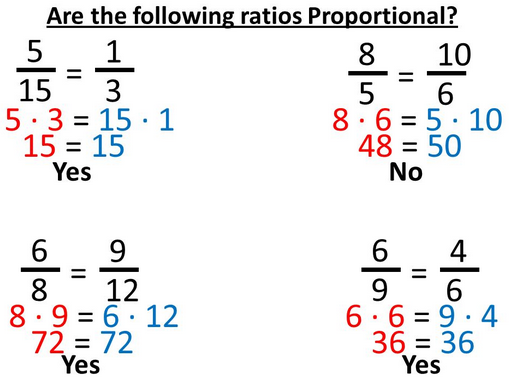 Are the following ratios Proportional?
5/15 = 1/3
5 · 3 = 15 · 1
15 = 15
Yes
8/5 = 10/6
8 · 6 = 5 · 10
48 = 50
No
6/8 = 9/12
8 · 9 = 6 · 12
72 = 72
Yes
6/9 = 4/6
6 · 6 = 9 · 4
36 = 36
Yes